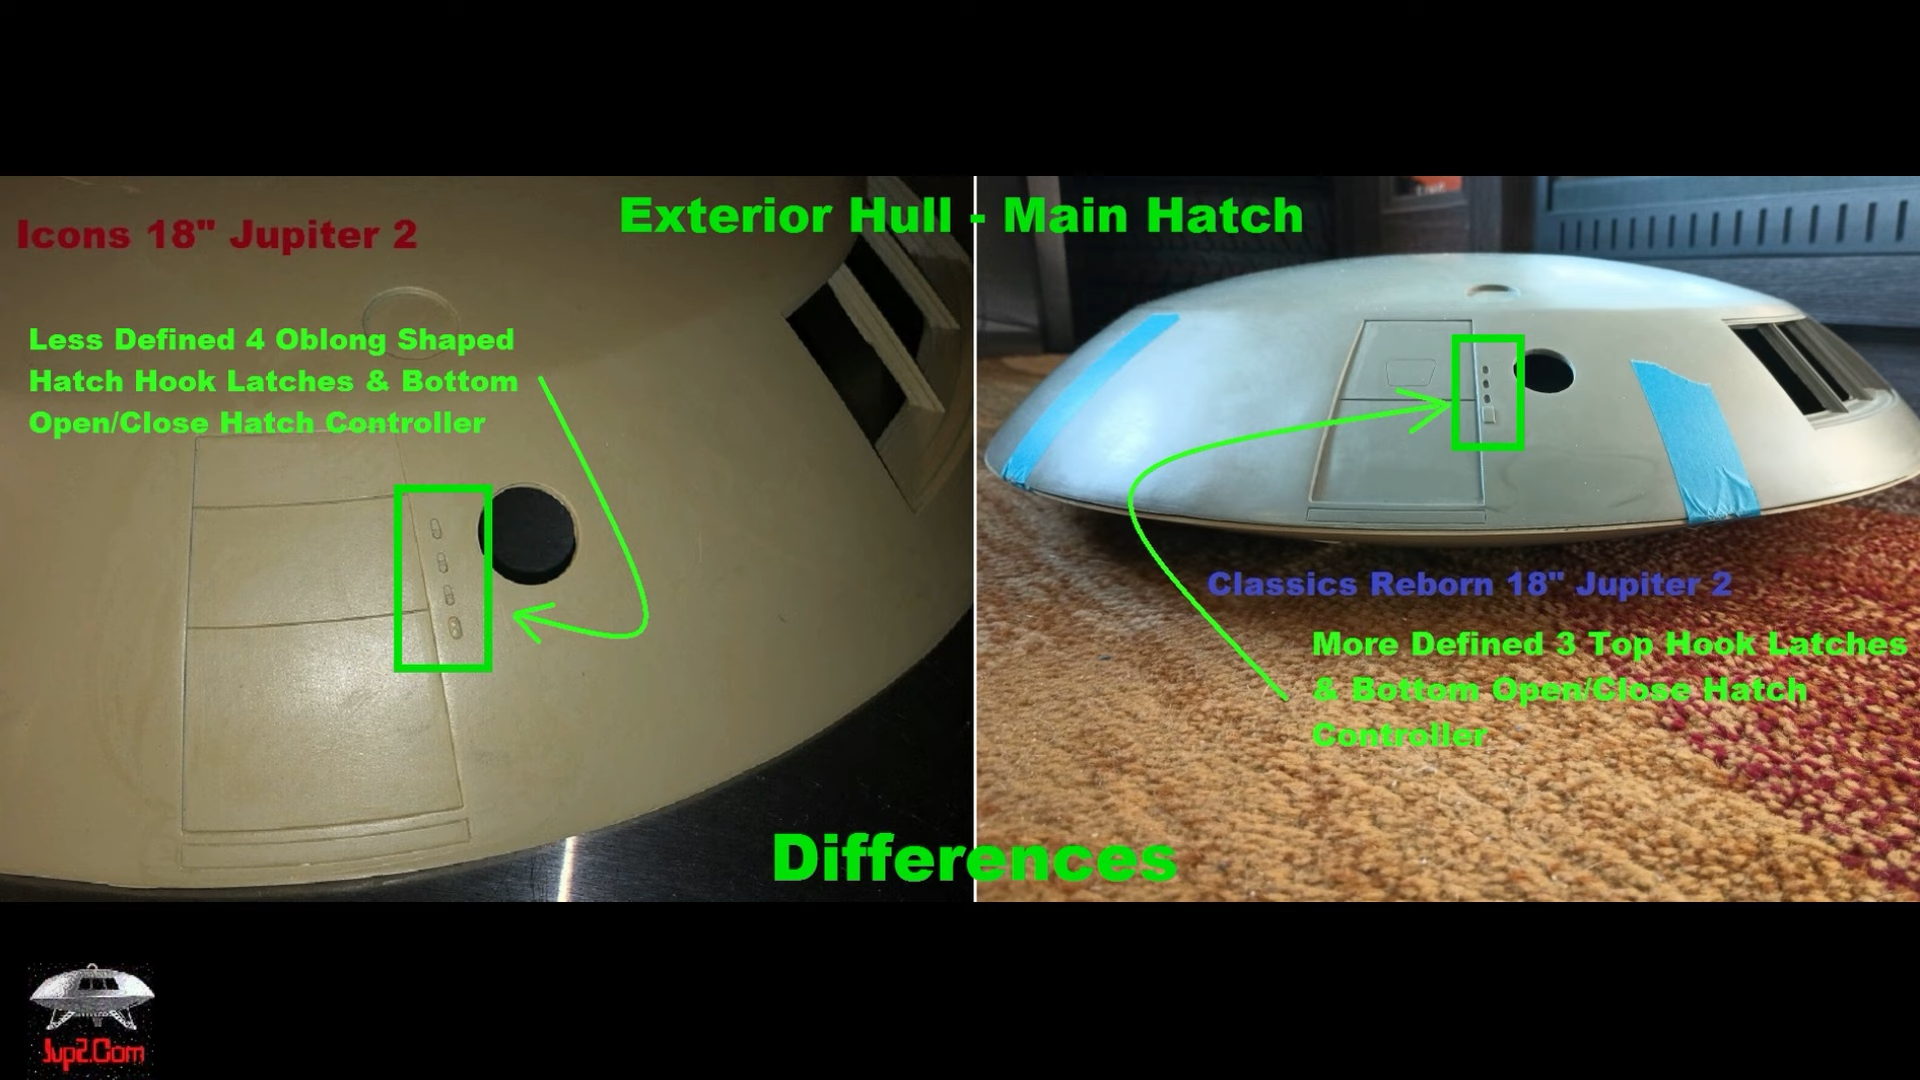 Exterior Hull - Main Hatch
Icons 18" Jupiter 2
Less Defined 4 Oblong Shaped
Hatch Hook Latches & Bottom
Open/Close Hatch Controller
Classics Reborn 18" Jupiter 2
More Defined 3 Top Hook Latches
& Bottom Open/Close Hatch
Controller
Differences
Jup2.Com